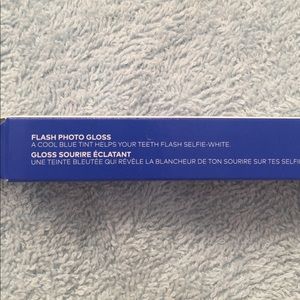 FLASH PHOTO GLOSS
A COOL BLUE TINT HELPS YOUR TEETH FLASH SELFIE-WHITE.
GLOSS SOURIRE ÉCLATANT
UNE TEINTE BLEUTÉE QUI RÉVÈLE LA BLANCHEUR DE TON SOURIRE SUR TES SELFI